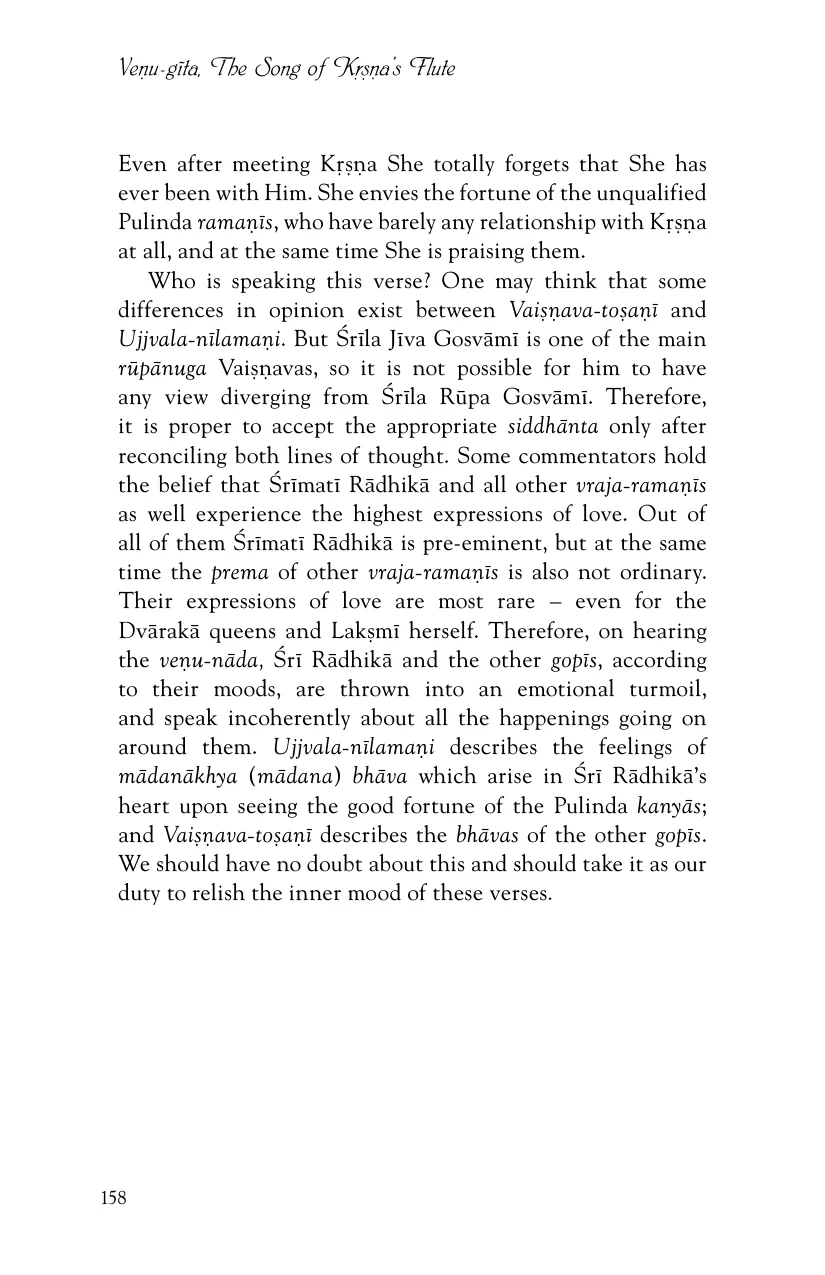 Veṇu-gīta, The Song of Kṛṣṇa's Flute
Even after meeting Kṛṣṇa She totally forgets that She has
ever been with Him. She envies the fortune of the unqualified
Pulinda ramaṇīs, who have barely any relationship with Kṛṣṇa
at all, and at the same time She is praising them.
Who is speaking this verse? One may think that some
differences in opinion exist between Vaiṣṇava-toṣaṇī and
Ujjvala-nīlamaṇi. But Śrīla Jīva Gosvāmī is one of the main
rūpānuga Vaiṣṇavas, so it is not possible for him to have
any view diverging from Śrīla Rūpa Gosvāmī. Therefore,
it is proper to accept the appropriate siddhānta only after
reconciling both lines of thought. Some commentators hold
the belief that Śrīmatī Rādhikā and all other vraja-ramaṇīs
as well experience the highest expressions of love. Out of
all of them Śrīmatī Rādhikā is pre-eminent, but at the same
time the prema of other vraja-ramaṇīs is also not ordinary.
Their expressions of love are most rare – even for the
Dvārakā queens and Lakṣmī herself. Therefore, on hearing
the veṇu-nāda, Śrī Rādhikā and the other gopīs, according
to their moods, are thrown into an emotional turmoil,
and speak incoherently about all the happenings going on
around them. Ujjvala-nīlamaṇi describes the feelings of
mādanākhya (mādana) bhāva which arise in Śrī Rādhikā's
heart upon seeing the good fortune of the Pulinda kanyās;
and Vaiṣṇava-toṣaṇī describes the bhāvas of the other gopīs.
We should have no doubt about this and should take it as our
duty to relish the inner mood of these verses.
158